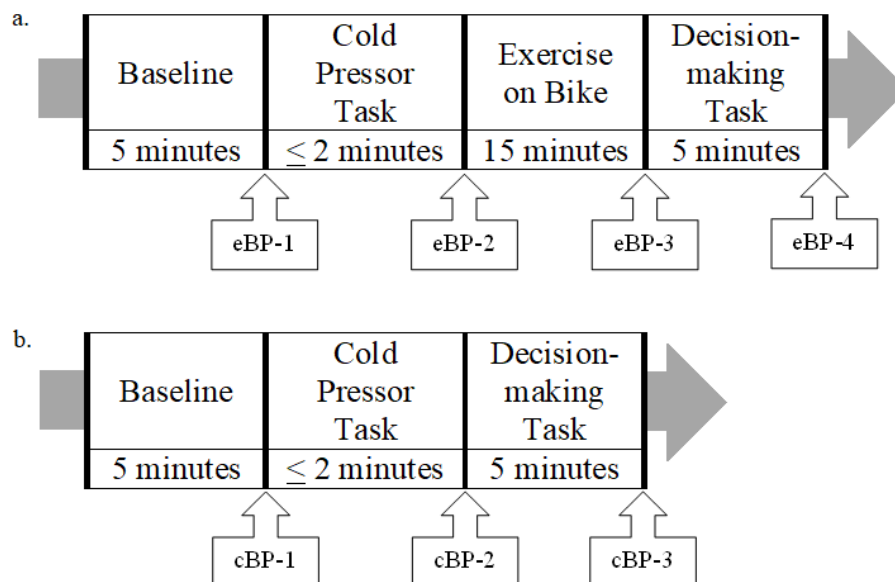 a.
Baseline
Cold
Pressor
Task
Exercise
on Bike
Decision-
making
Task
5 minutes
≤ 2 minutes
15 minutes
5 minutes
eBP-1
eBP-2
eBP-3
eBP-4
b.
Baseline
Cold
Pressor
Task
Decision-
making
Task
5 minutes
≤ 2 minutes
5 minutes
cBP-1
cBP-2
cBP-3